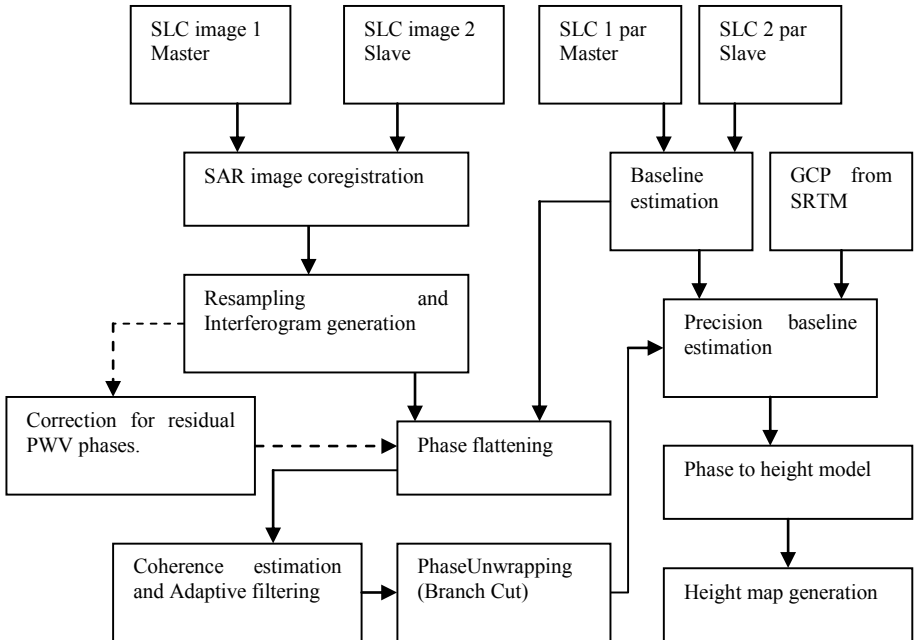 SLC image 1
Master
SLC image 2
Slave
SLC 1 par
Master
SLC 2 par
Slave
SAR image coregistration
Baseline
estimation
GCP from
SRTM
Resampling and
Interferogram generation
Precision baseline
estimation
Correction for residual
PWV phases.
Phase flattening
Phase to height model
Coherence estimation
and Adaptive filtering
PhaseUnwrapping
(Branch Cut)
Height map generation